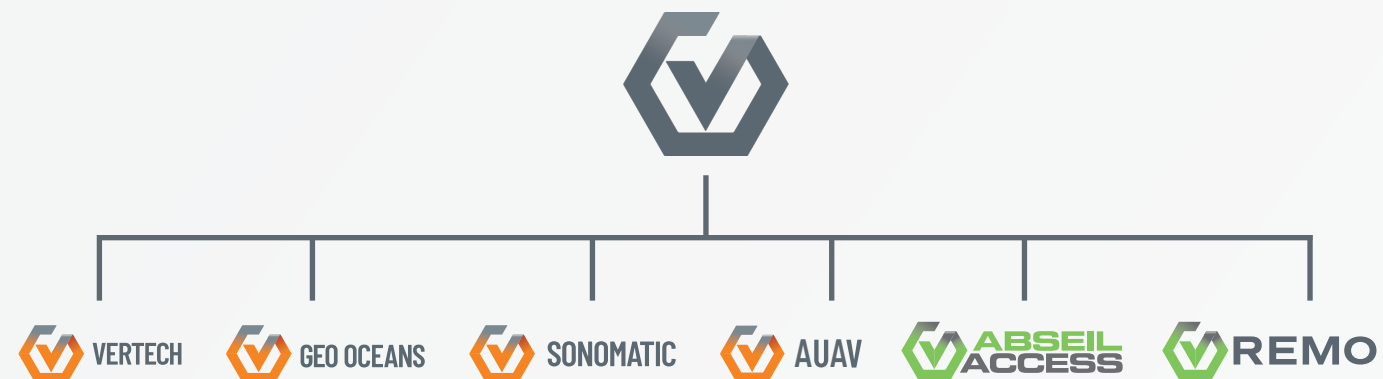 VERTECH
GEO OCEANS
SONOMATIC
AUAV
ABSEIL
ACCESS
REMO